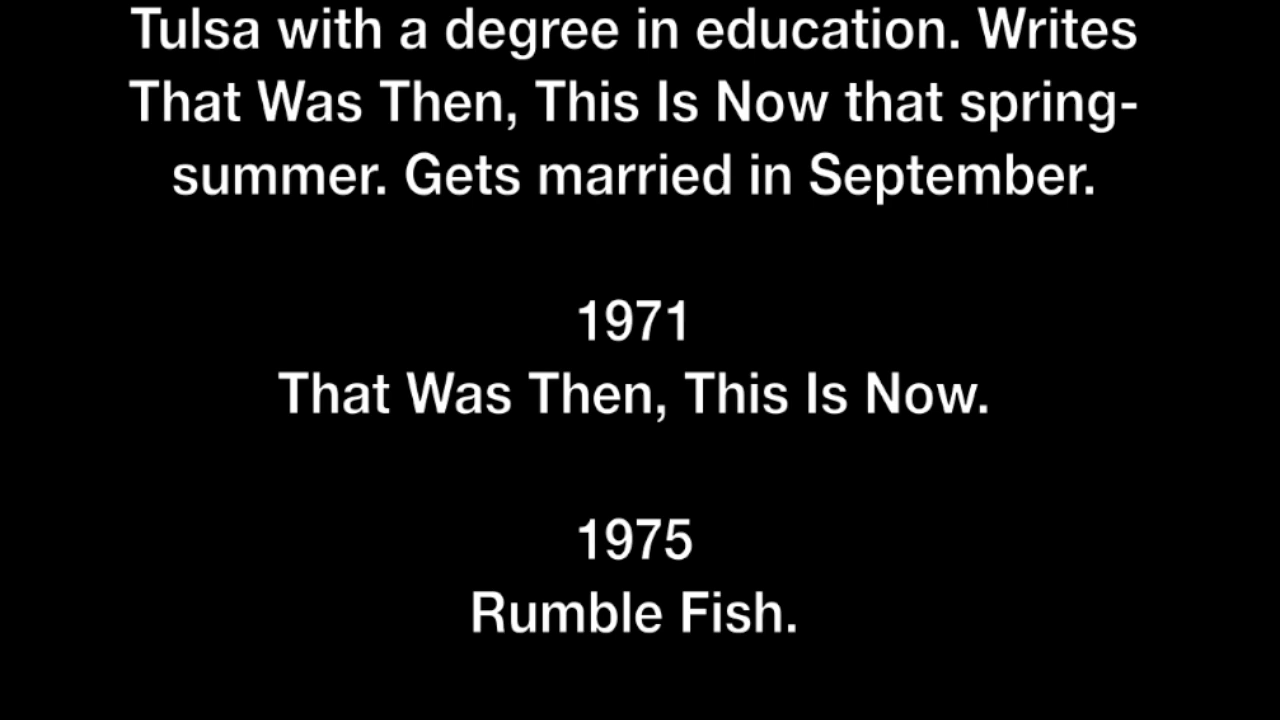 Tulsa with a degree in education. Writes
That Was Then, This Is Now that spring-
summer. Gets married in September.
1971
That Was Then, This Is Now.
1975
Rumble Fish.